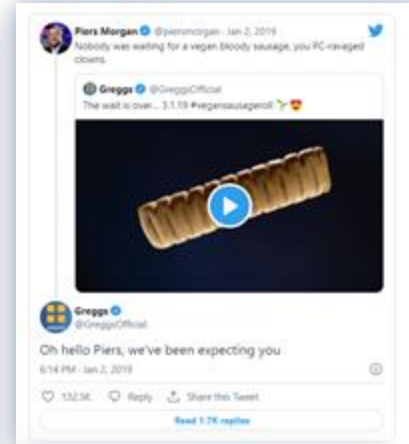 Piers Morgan @piersmorgan · Jan 2, 2019
Nobody was waiting for a vegan bloody sausage, you PC-ravaged
clowns.
Greggs @GreggsOfficial
The wait is over... 3.1.19 #vegansausageroll
Greggs
@GreggsOfficial
Oh hello Piers, we've been expecting you
6:14 PM · Jan 2, 2019
132.5K Reply Share this Tweet
Read 1.7K replies